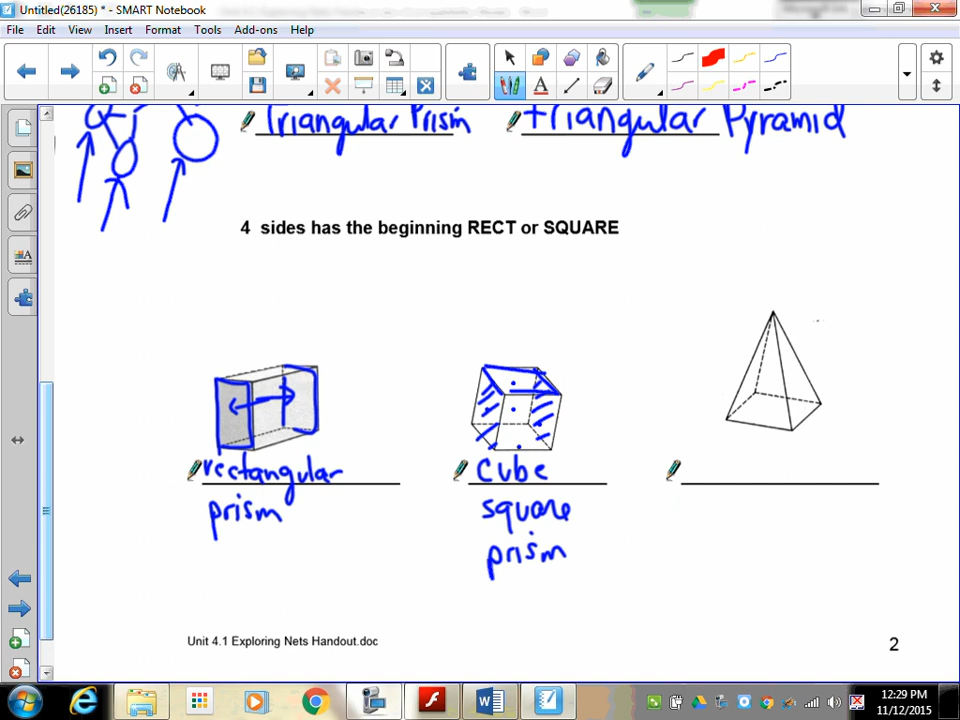 Untitled(26185) * - SMART Notebook
File Edit View Insert Format Tools Add-ons Help
Triangular Prism triangular Pyramid
4 sides has the beginning RECT or SQUARE
rectangular
prism
cube
square
prism
Unit 4.1 Exploring Nets Handout.doc
2
12:29 PM
11/12/2015